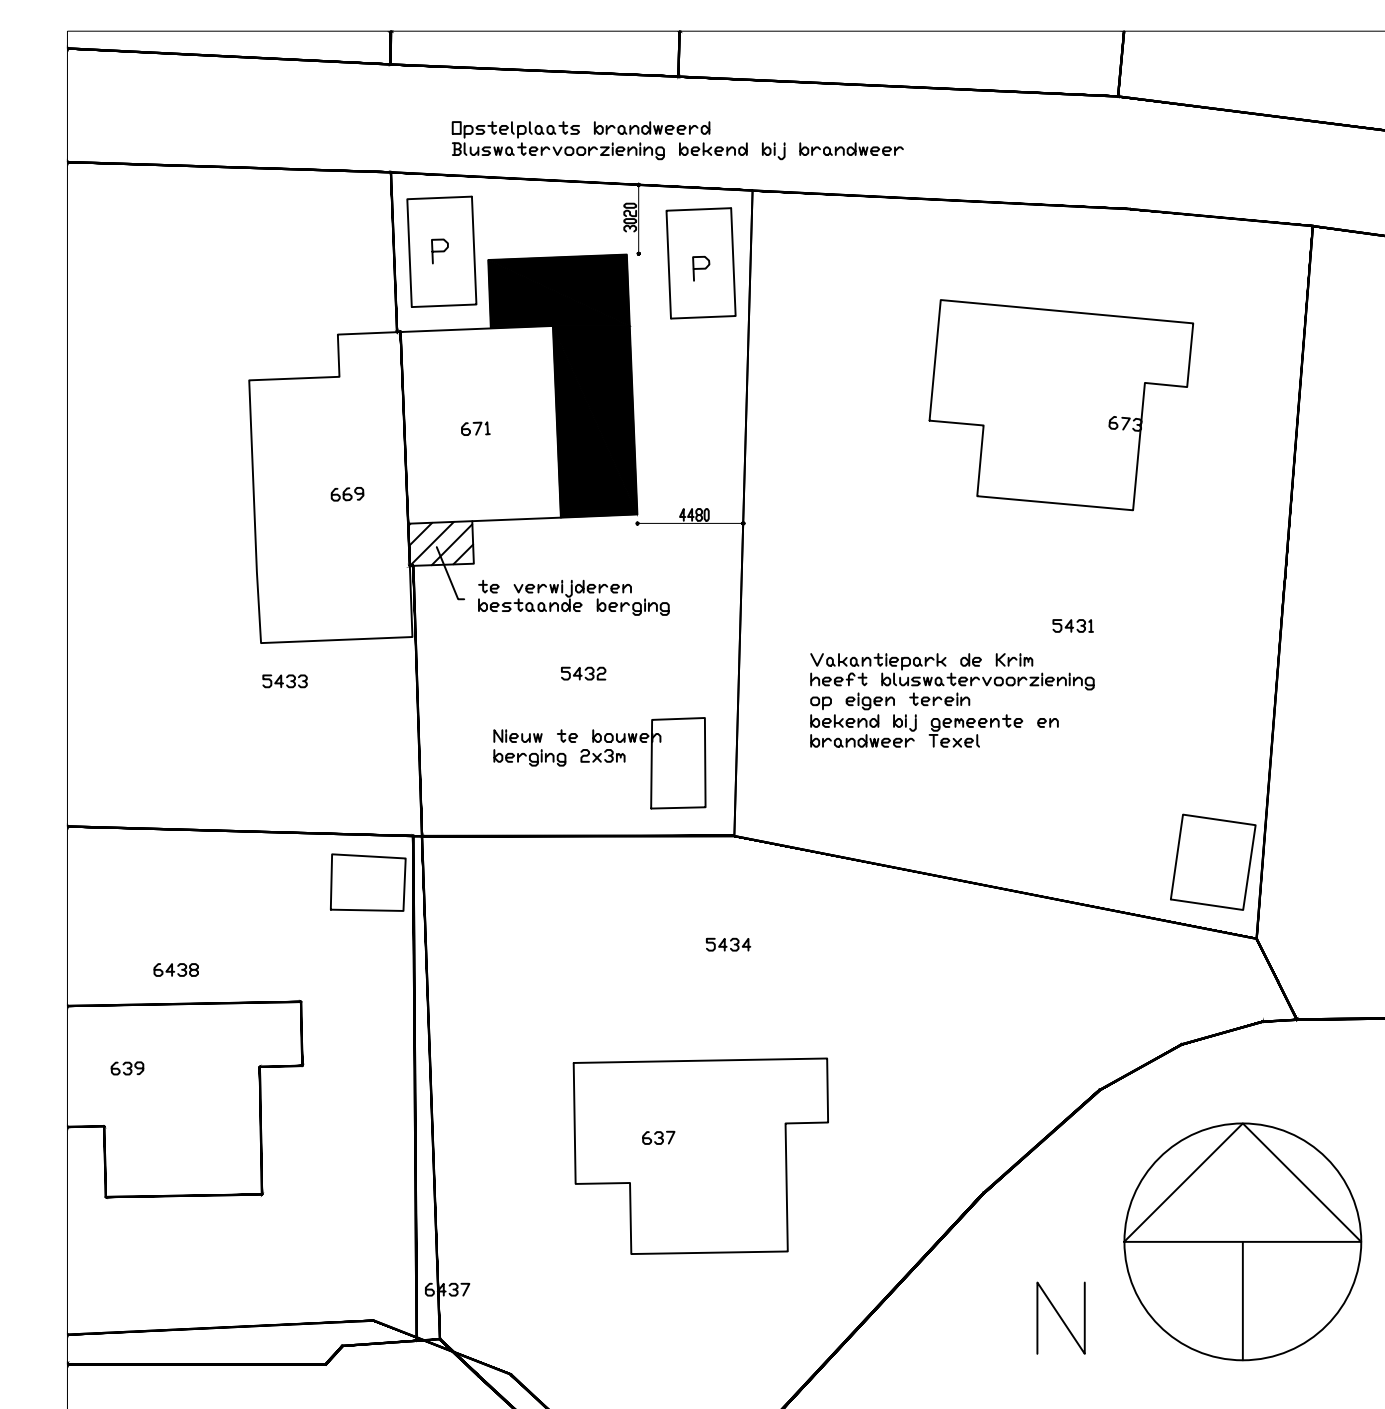 Opstelplaats brandweerd
Bluswatervoorziening bekend bij brandweer
3020
P
P
671
673
669
4480
te verwijderen
bestaande berging
5431
5432
5433
Vakantiepark de Krim
heeft bluswatervoorziening
op eigen terein
bekend bij gemeente en
brandweer Texel
Nieuw te bouwen
berging 2x3m
5434
6438
639
637
6437
N